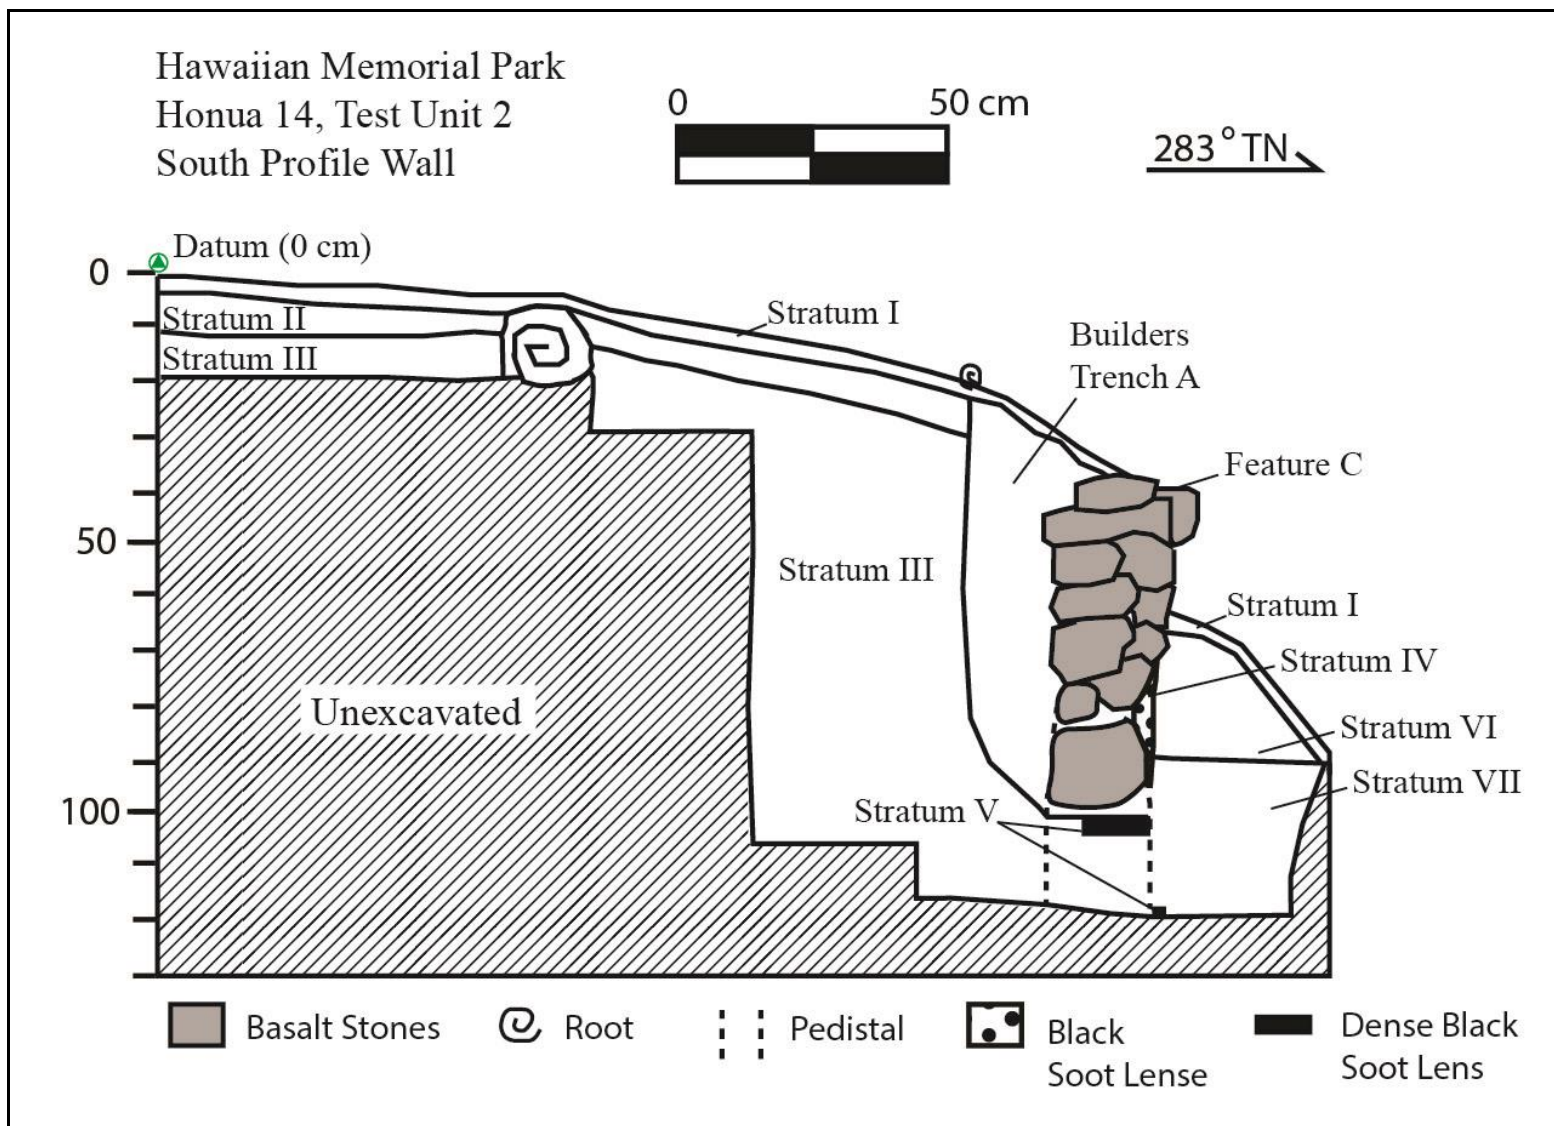 Hawaiian Memorial Park
Honua 14, Test Unit 2
South Profile Wall
0 50 cm
283° TN
Datum (0 cm)
0
Stratum II
Stratum I
Stratum III
Builders
Trench A
Feature C
50
Stratum III
Stratum I
Stratum IV
Unexcavated
Stratum VI
Stratum VII
100
Stratum V
Basalt Stones
Root
Pedistal
Black
Soot Lense
Dense Black
Soot Lens